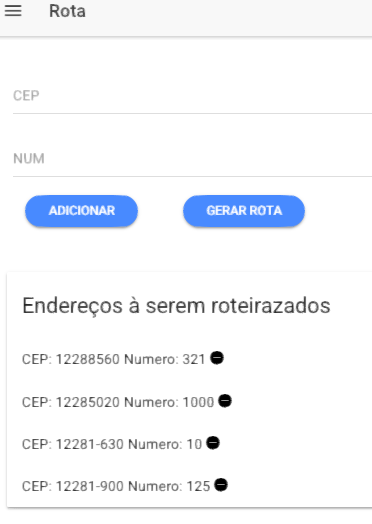 Rota
CEP
NUM
ADICIONAR GERAR ROTA
Endereços à serem roteirazados
CEP: 12288560 Numero: 321
CEP: 12285020 Numero: 1000
CEP: 12281-630 Numero: 10
CEP: 12281-900 Numero: 125